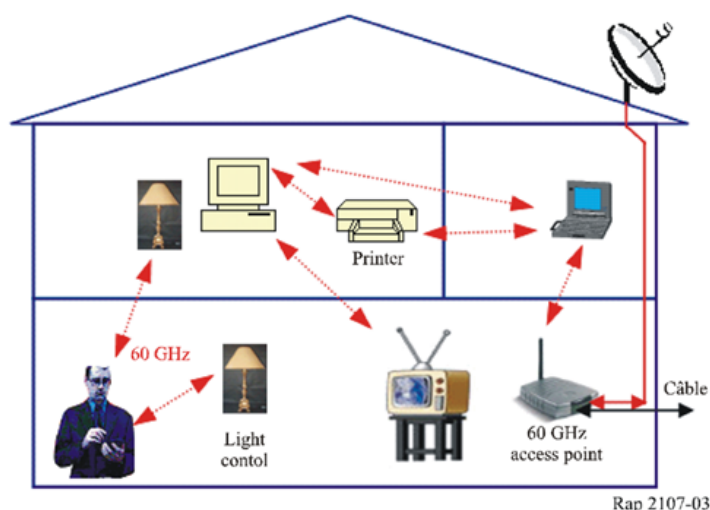 Printer
60 GHz
Light
contol
60 GHz
access point
Câble
Rap 2107-03